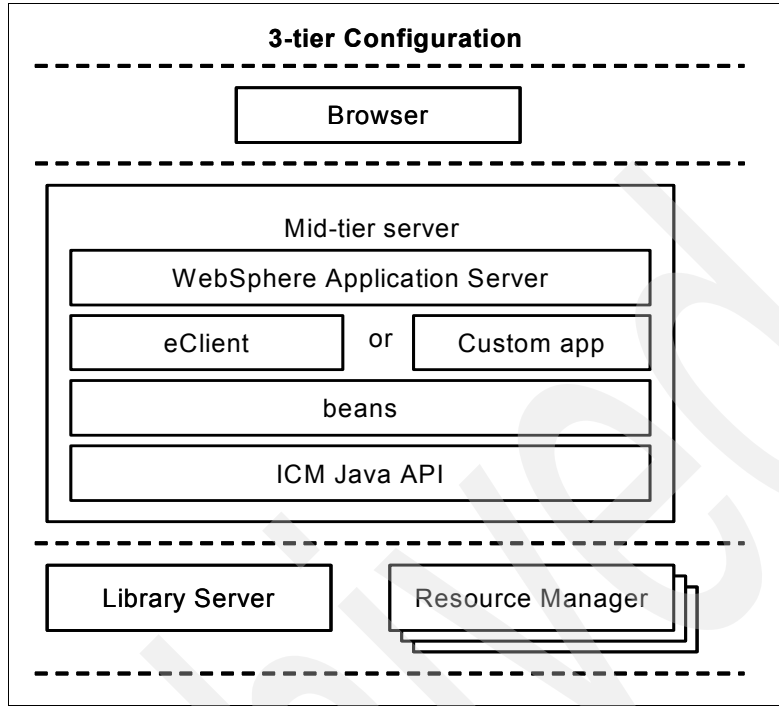 3-tier Configuration
Browser
Mid-tier server
WebSphere Application Server
eClient or Custom app
beans
ICM Java API
Library Server Resource Manager